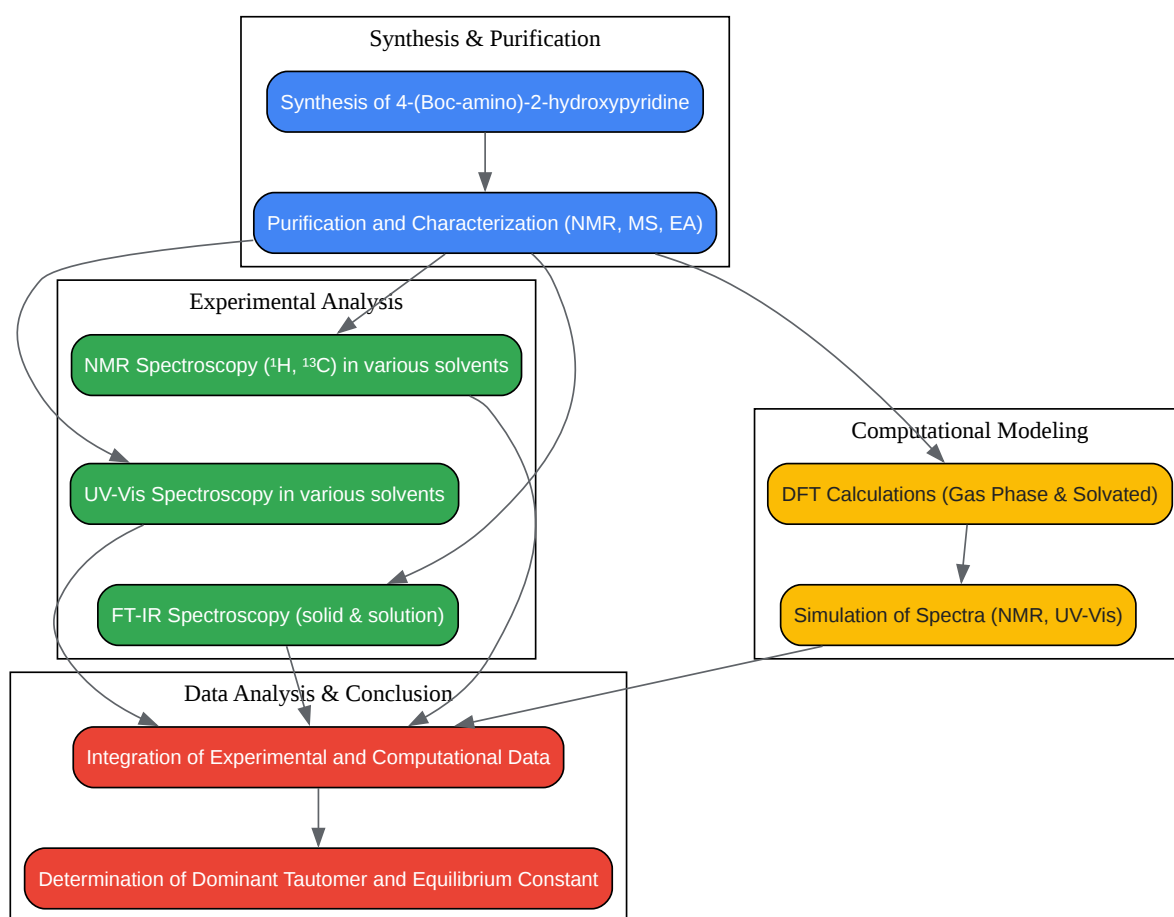 Synthesis & Purification
Synthesis of 4-(Boc-amino)-2-hydroxypyridine
Purification and Characterization (NMR, MS, EA)
Experimental Analysis
NMR Spectroscopy (¹H, ¹³C) in various solvents
UV-Vis Spectroscopy in various solvents
FT-IR Spectroscopy (solid & solution)
Computational Modeling
DFT Calculations (Gas Phase & Solvated)
Simulation of Spectra (NMR, UV-Vis)
Data Analysis & Conclusion
Integration of Experimental and Computational Data
Determination of Dominant Tautomer and Equilibrium Constant